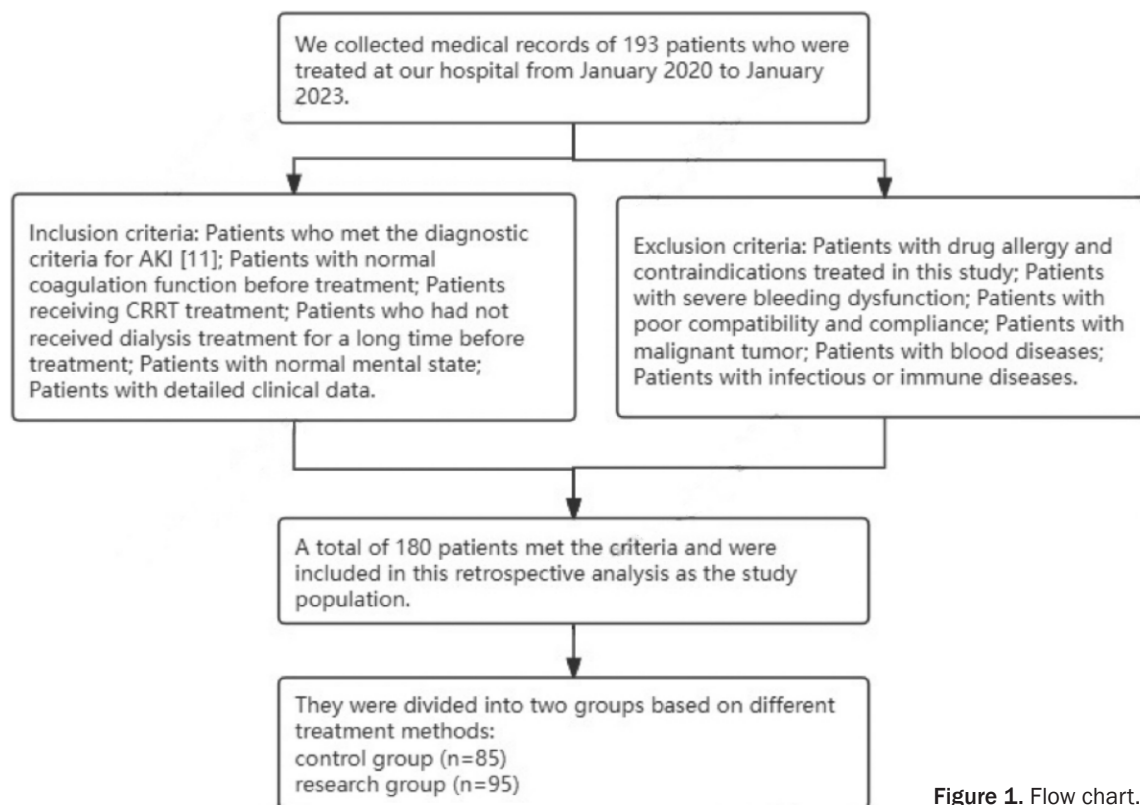 We collected medical records of 193 patients who were
treated at our hospital from January 2020 to January
2023.
Inclusion criteria: Patients who met the diagnostic
criteria for AKI [11]; Patients with normal
coagulation function before treatment; Patients
receiving CRRT treatment; Patients who had not
received dialysis treatment for a long time before
treatment; Patients with normal mental state;
Patients with detailed clinical data.
Exclusion criteria: Patients with drug allergy and
contraindications treated in this study; Patients
with severe bleeding dysfunction; Patients with
poor compatibility and compliance; Patients with
malignant tumor; Patients with blood diseases;
Patients with infectious or immune diseases.
A total of 180 patients met the criteria and were
included in this retrospective analysis as the study
population.
They were divided into two groups based on different
treatment methods:
control group (n=85)
research group (n=95)
Figure 1. Flow chart.